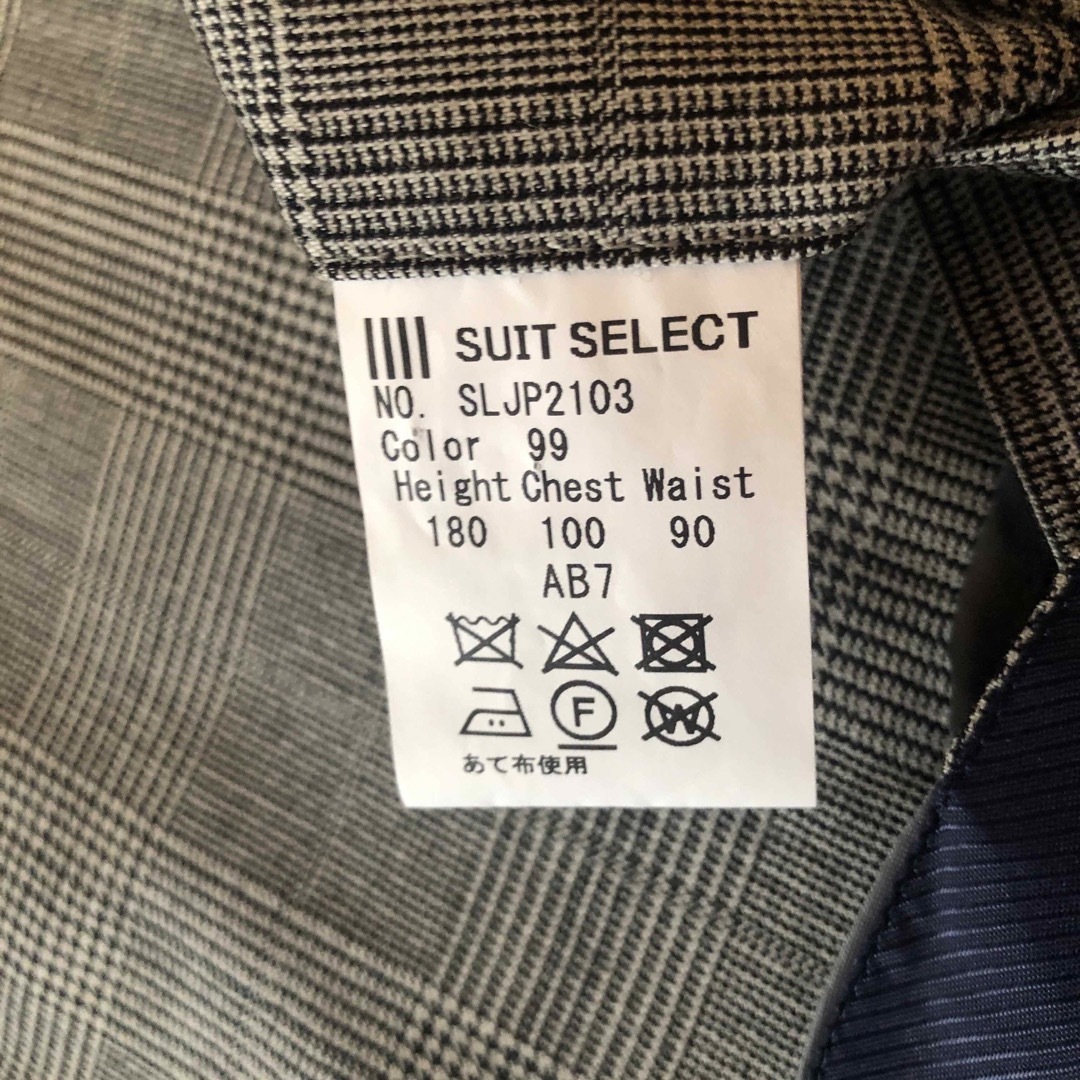 SUIT SELECT
NO. SLJP2103
Color 99
Height Chest Waist
180 100 90
AB7
F W
あて布使用